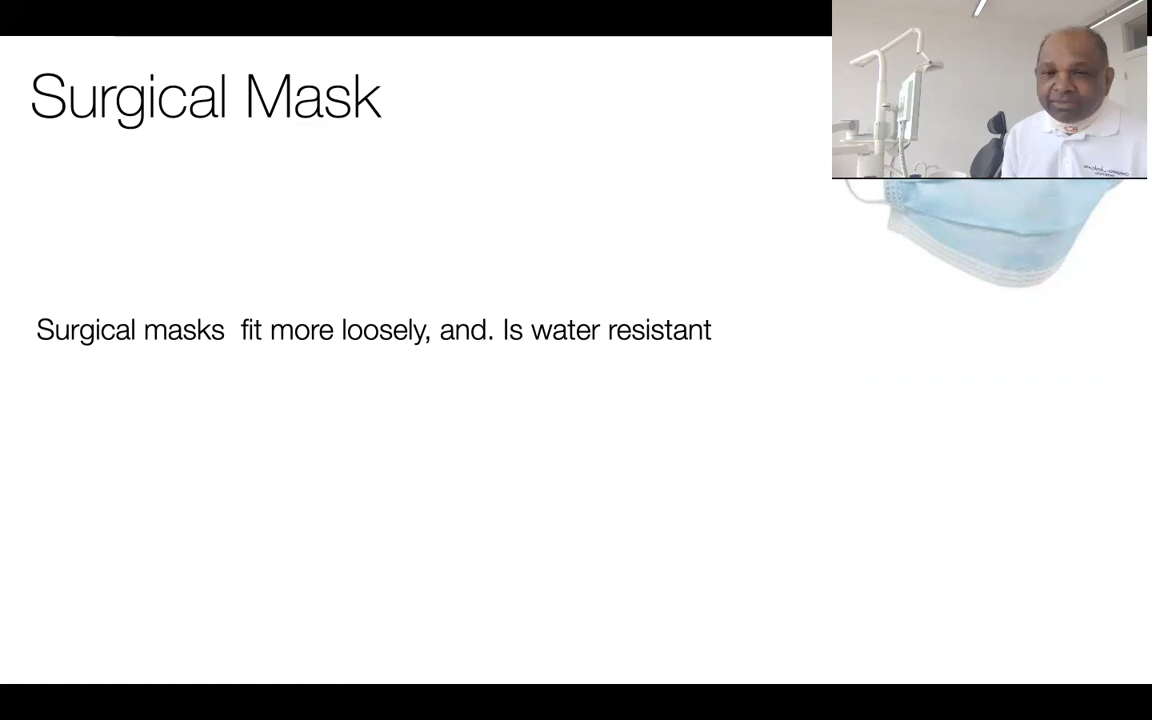 Surgical Mask
Surgical masks  fit more loosely, and. Is water resistant